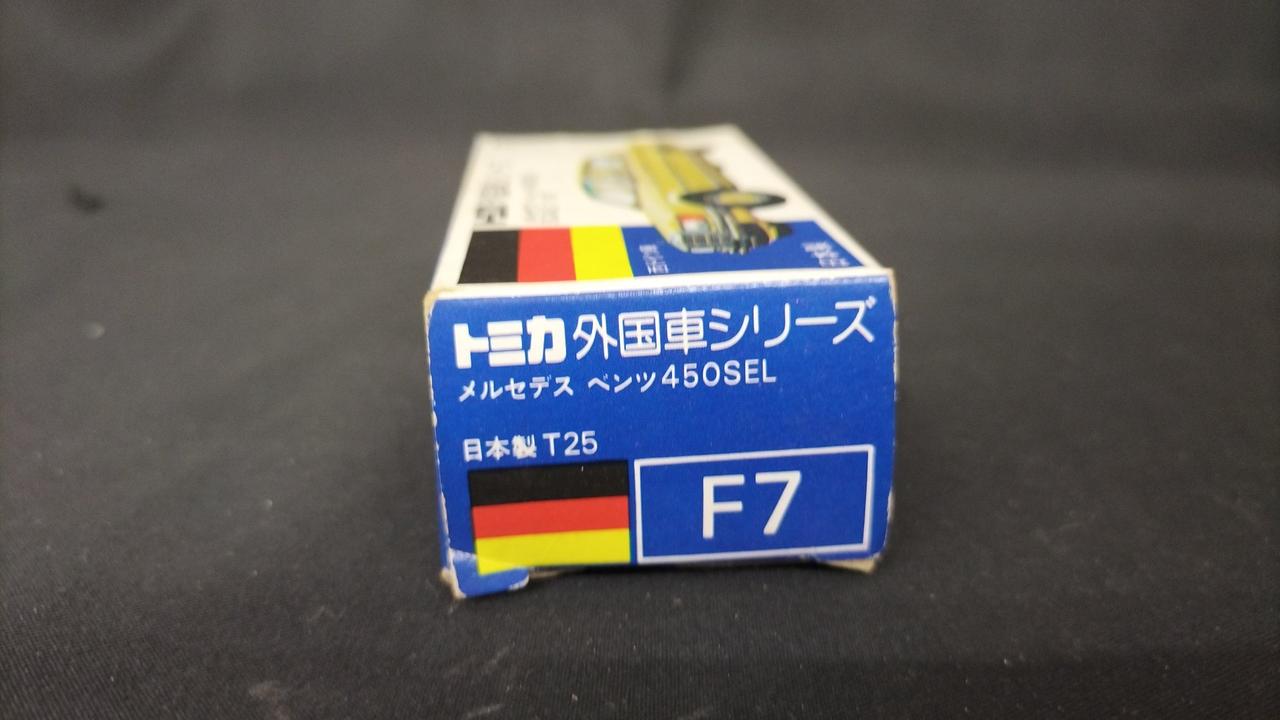 トミカ外国車シリーズ
メルセデス ベンツ450SEL
日本製 T25
F7